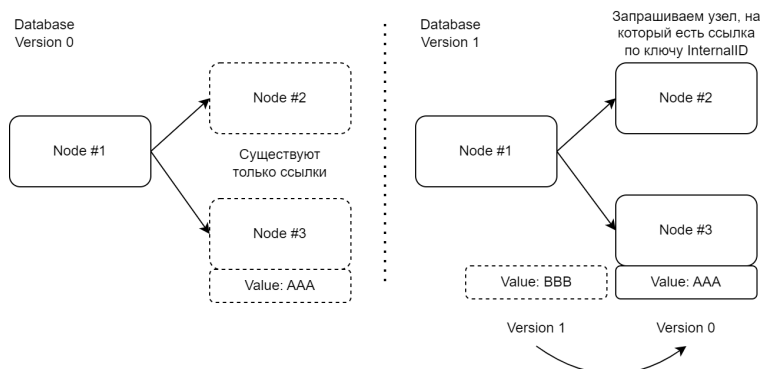 Database
Version 0
Node #1
Node #2
Существуют
только ссылки
Node #3
Value: AAA
Database
Version 1
Запрашиваем узел, на
который есть ссылка
по ключу InternalID
Node #1
Node #2
Node #3
Value: BBB
Value: AAA
Version 1
Version 0